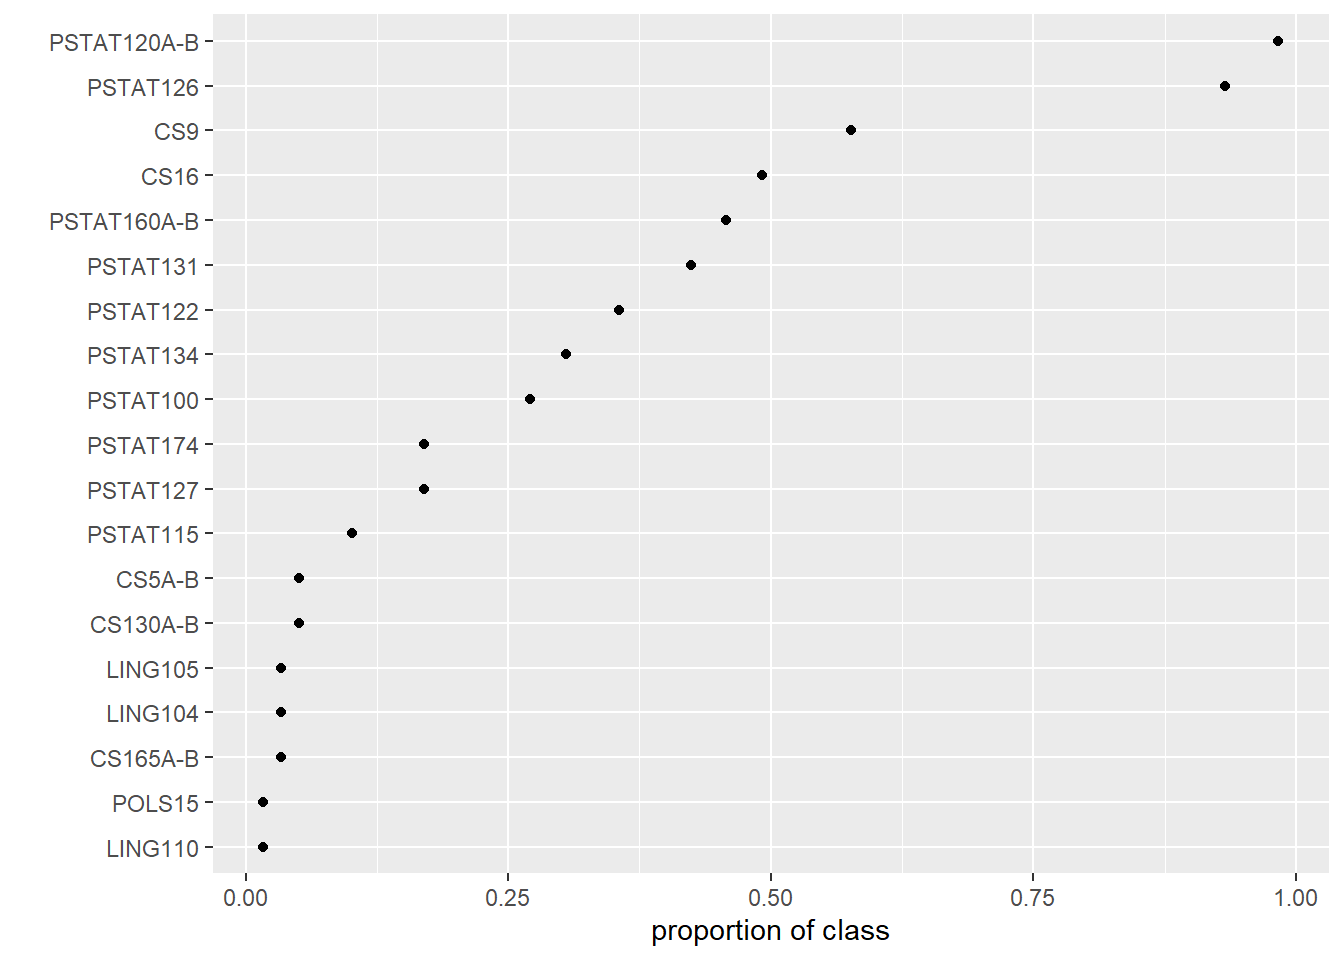 PSTAT120A-B
PSTAT126
CS9
CS16
PSTAT160A-B
PSTAT131
PSTAT122
PSTAT134
PSTAT100
PSTAT174
PSTAT127
PSTAT115
CS5A-B
CS130A-B
LING105
LING104
CS165A-B
POLS15
LING110
0.00 0.25 0.50 0.75 1.00
proportion of class